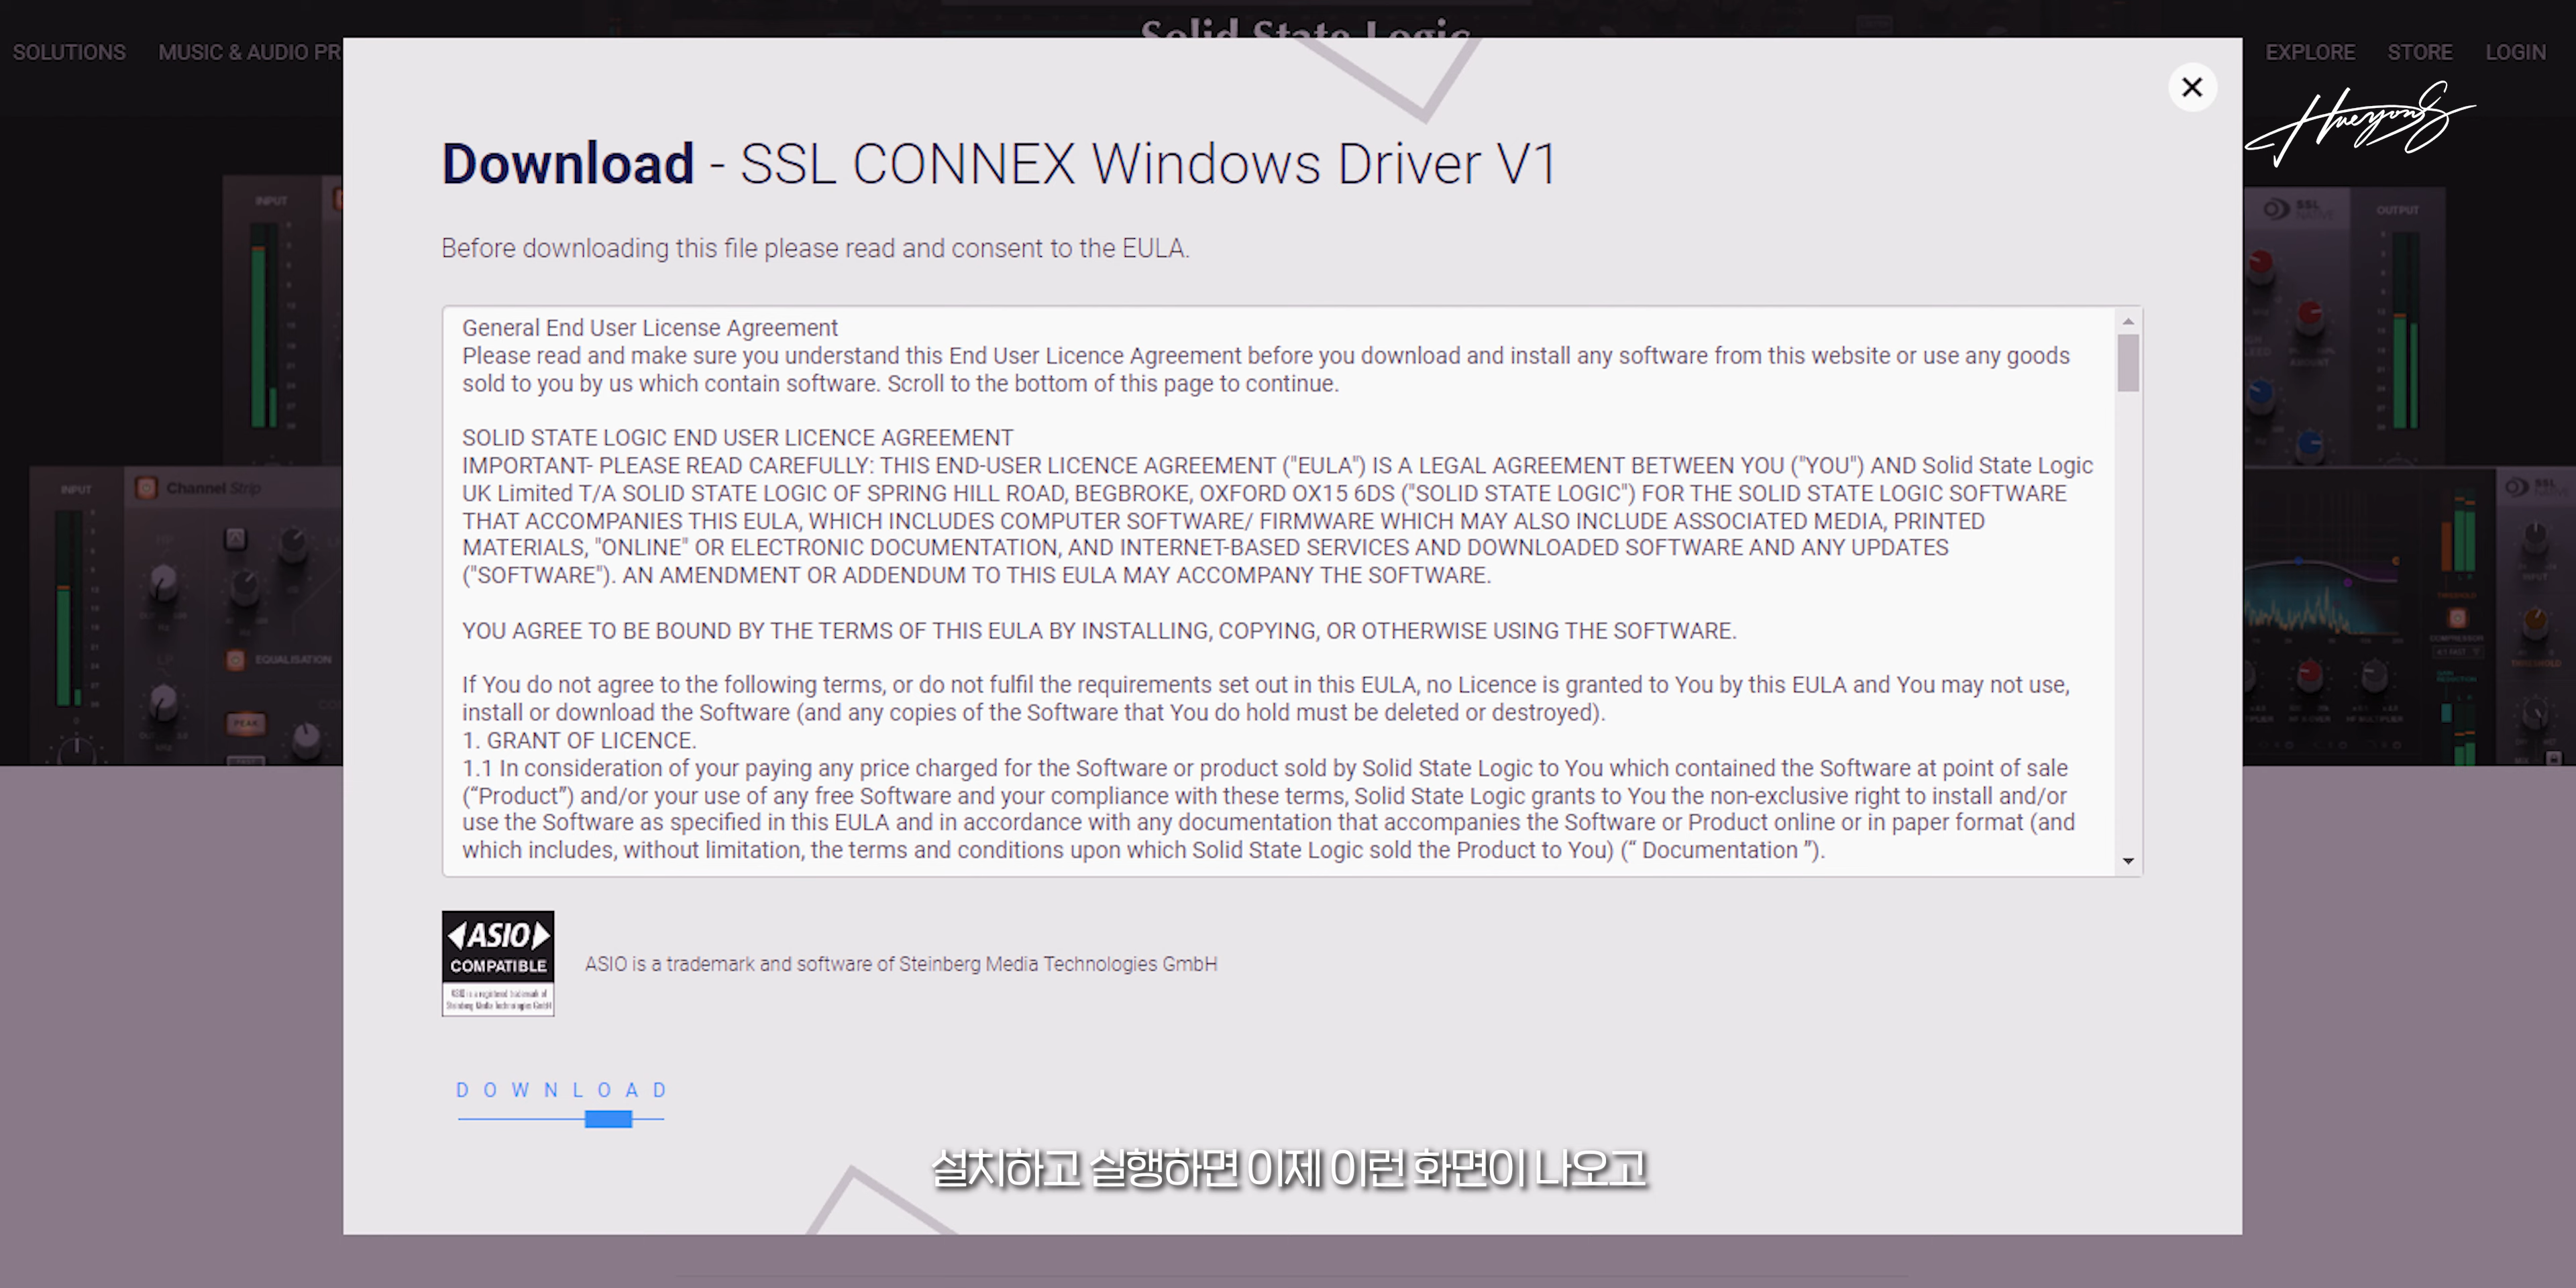 Solid State Logic
SOLUTIONS
MUSIC & AUDIO PR
EXPLORE
STORE
LOGIN
Hueyong
Download - SSL CONNEX Windows Driver V1
Before downloading this file please read and consent to the EULA.
General End User License Agreement
Please read and make sure you understand this End User Licence Agreement before you download and install any software from this website or use any goods
sold to you by us which contain software. Scroll to the bottom of this page to continue.
SOLID STATE LOGIC END USER LICENCE AGREEMENT
IMPORTANT- PLEASE READ CAREFULLY: THIS END-USER LICENCE AGREEMENT ("EULA") IS A LEGAL AGREEMENT BETWEEN YOU ("YOU") AND Solid State Logic
UK Limited T/A SOLID STATE LOGIC OF SPRING HILL ROAD, BEGBROKE, OXFORD OX15 6DS ("SOLID STATE LOGIC") FOR THE SOLID STATE LOGIC SOFTWARE
THAT ACCOMPANIES THIS EULA, WHICH INCLUDES COMPUTER SOFTWARE/ FIRMWARE WHICH MAY ALSO INCLUDE ASSOCIATED MEDIA, PRINTED
MATERIALS, "ONLINE" OR ELECTRONIC DOCUMENTATION, AND INTERNET-BASED SERVICES AND DOWNLOADED SOFTWARE AND ANY UPDATES
("SOFTWARE"). AN AMENDMENT OR ADDENDUM TO THIS EULA MAY ACCOMPANY THE SOFTWARE.
YOU AGREE TO BE BOUND BY THE TERMS OF THIS EULA BY INSTALLING, COPYING, OR OTHERWISE USING THE SOFTWARE.
If You do not agree to the following terms, or do not fulfil the requirements set out in this EULA, no Licence is granted to You by this EULA and You may not use,
install or download the Software (and any copies of the Software that You do hold must be deleted or destroyed).
1. GRANT OF LICENCE.
1.1 In consideration of your paying any price charged for the Software or product sold by Solid State Logic to You which contained the Software at point of sale
(“Product”) and/or your use of any free Software and your compliance with these terms, Solid State Logic grants to You the non-exclusive right to install and/or
use the Software as specified in this EULA and in accordance with any documentation that accompanies the Software or Product online or in paper format (and
which includes, without limitation, the terms and conditions upon which Solid State Logic sold the Product to You) (“ Documentation ”).
INPUT
INPUT
Channel Strip
EQUALISATION
PEAK
SSL
OUTPUT
ASIO
COMPATIBLE
ASIO is a registered trademark of
Steinberg Media Technologies GmbH
ASIO is a trademark and software of Steinberg Media Technologies GmbH
DOWNLOAD
설치하고 실행하면 이제 이런 화면이 나오고